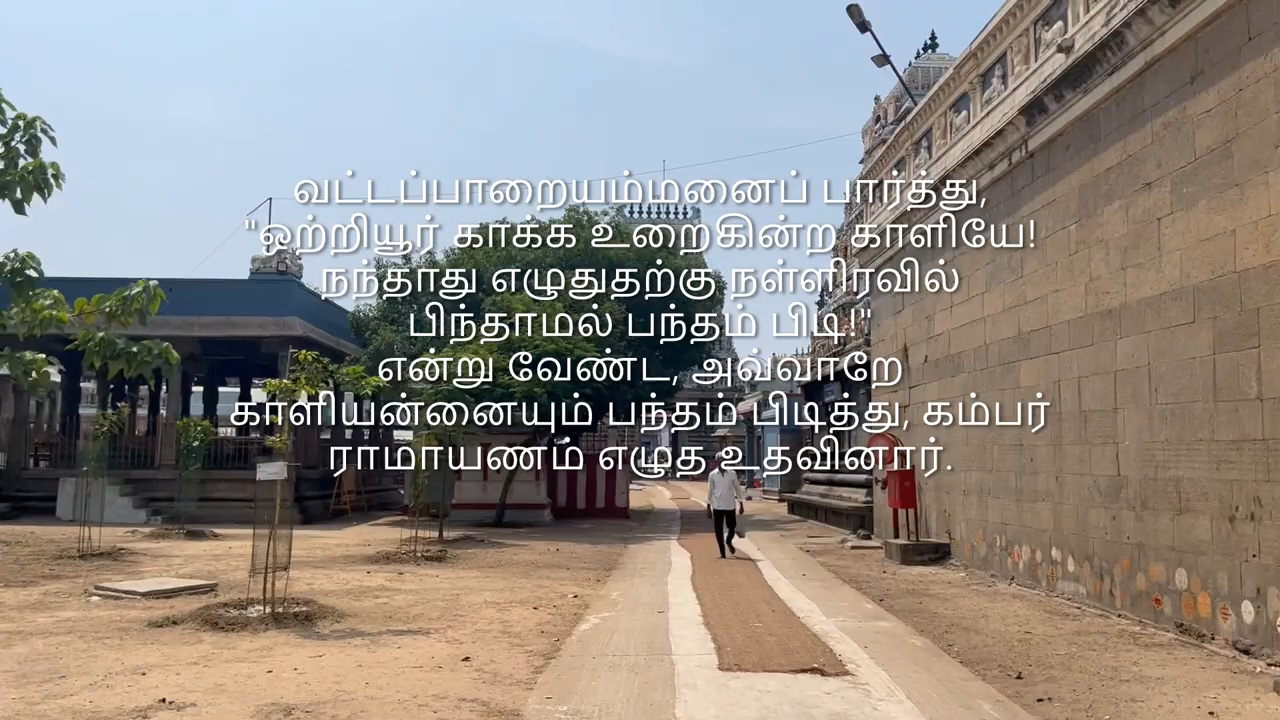 வட்டப்பாறையம்மனைப் பார்த்து,
"ஒற்றியூர் காக்க உறைகின்ற காளியே!
நந்தாது எழுதுதற்கு நள்ளிரவில்
பிந்தாமல் பந்தம் பிடி!"
என்று வேண்ட, அவ்வாறே
காளியன்னையும் பந்தம் பிடித்து, கம்பர்
ராமாயணம் எழுத உதவினார்.